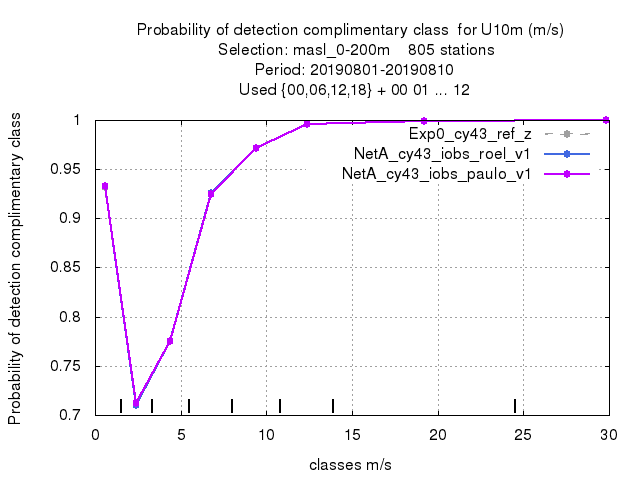 Probability of detection complimentary class  for U10m (m/s)
Selection: masl_0-200m    805 stations
Period: 20190801-20190810
Used {00,06,12,18} + 00 01 ... 12
Probability of detection complimentary class
1
0.95
0.9
0.85
0.8
0.75
0.7
Exp0_cy43_ref_z
NetA_cy43_iobs_roel_v1
NetA_cy43_iobs_paulo_v1
0 5 10 15 20 25 30
classes m/s